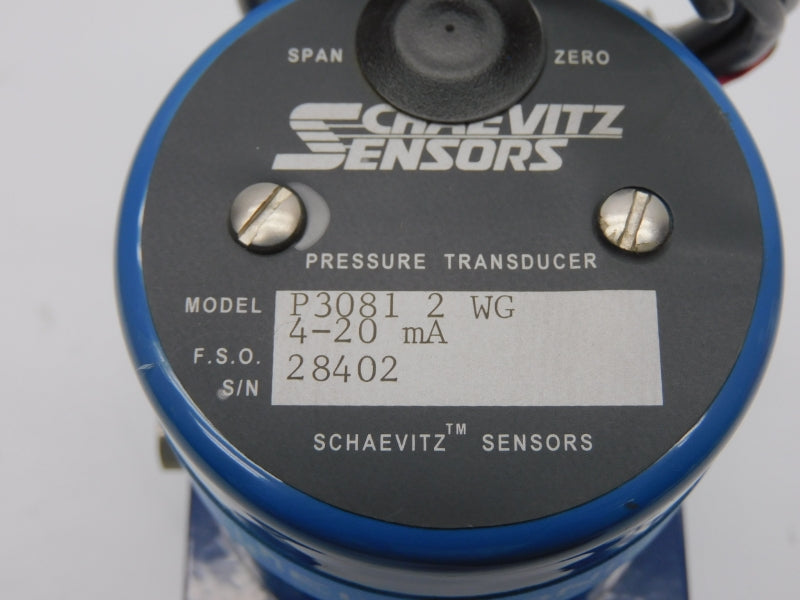 SPAN ZERO
SCHAEVITZ
SENSORS
PRESSURE TRANSDUCER
MODEL P3081 2 WG
4-20 mA
F.S.O.
28402
S/N
SCHAEVITZ™ SENSORS